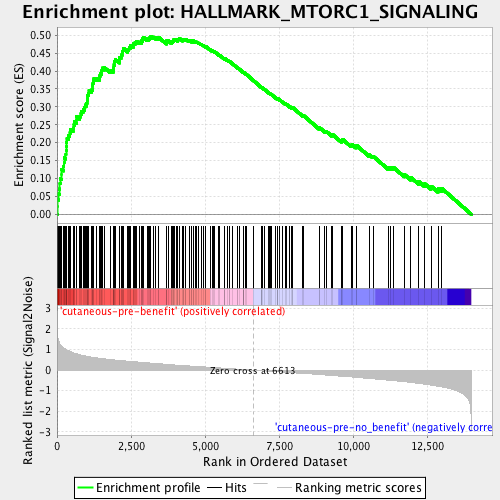 Enrichment plot: HALLMARK_MTORC1_SIGNALING
Enrichment score (ES)
0.50
0.45
0.40
0.35
0.30
0.25
0.20
0.15
0.10
0.05
0.00
'cutaneous-pre-benefit' (positively correlated)
Ranked list metric (Signal2Noise)
3
2
1
0
-1
-2
-3
Zero cross at 6613
'cutaneous-pre-no_benefit' (negatively corre
0
2,500
5,000
7,500
10,000
12,500
Rank in Ordered Dataset
Enrichment profile
Hits
Ranking metric scores